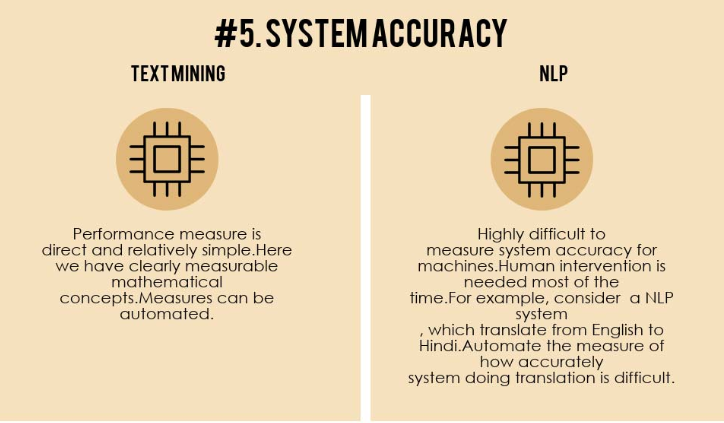 #5. SYSTEM ACCURACY
TEXT MINING
Performance measure is
direct and relatively simple.Here
we have clearly measurable
mathematical
concepts.Measures can be
automated.
NLP
Highly difficult to
measure system accuracy for
machines.Human intervention is
needed most of the
time.For example, consider a NLP
system
, which translate from English to
Hindi.Automate the measure of
how accurately
system doing translation is difficult.